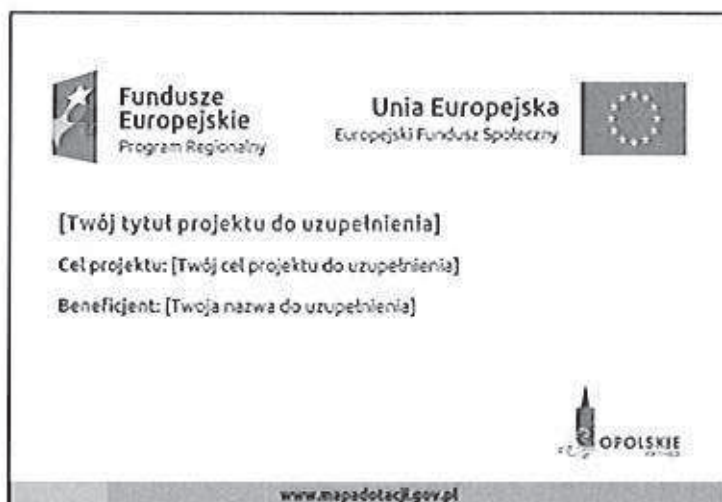 Fundusze
Europejskie
Program Regionalny
Unia Europejska
Europejski Fundusz Społeczny
[Twój tytuł projektu do uzupełnienia]
Cel projektu: [Twój cel projektu do uzupełnienia]
Beneficjent: [Twoja nazwa do uzupełnienia]
OPOLSKIE
www.mapadotacji.gov.pl